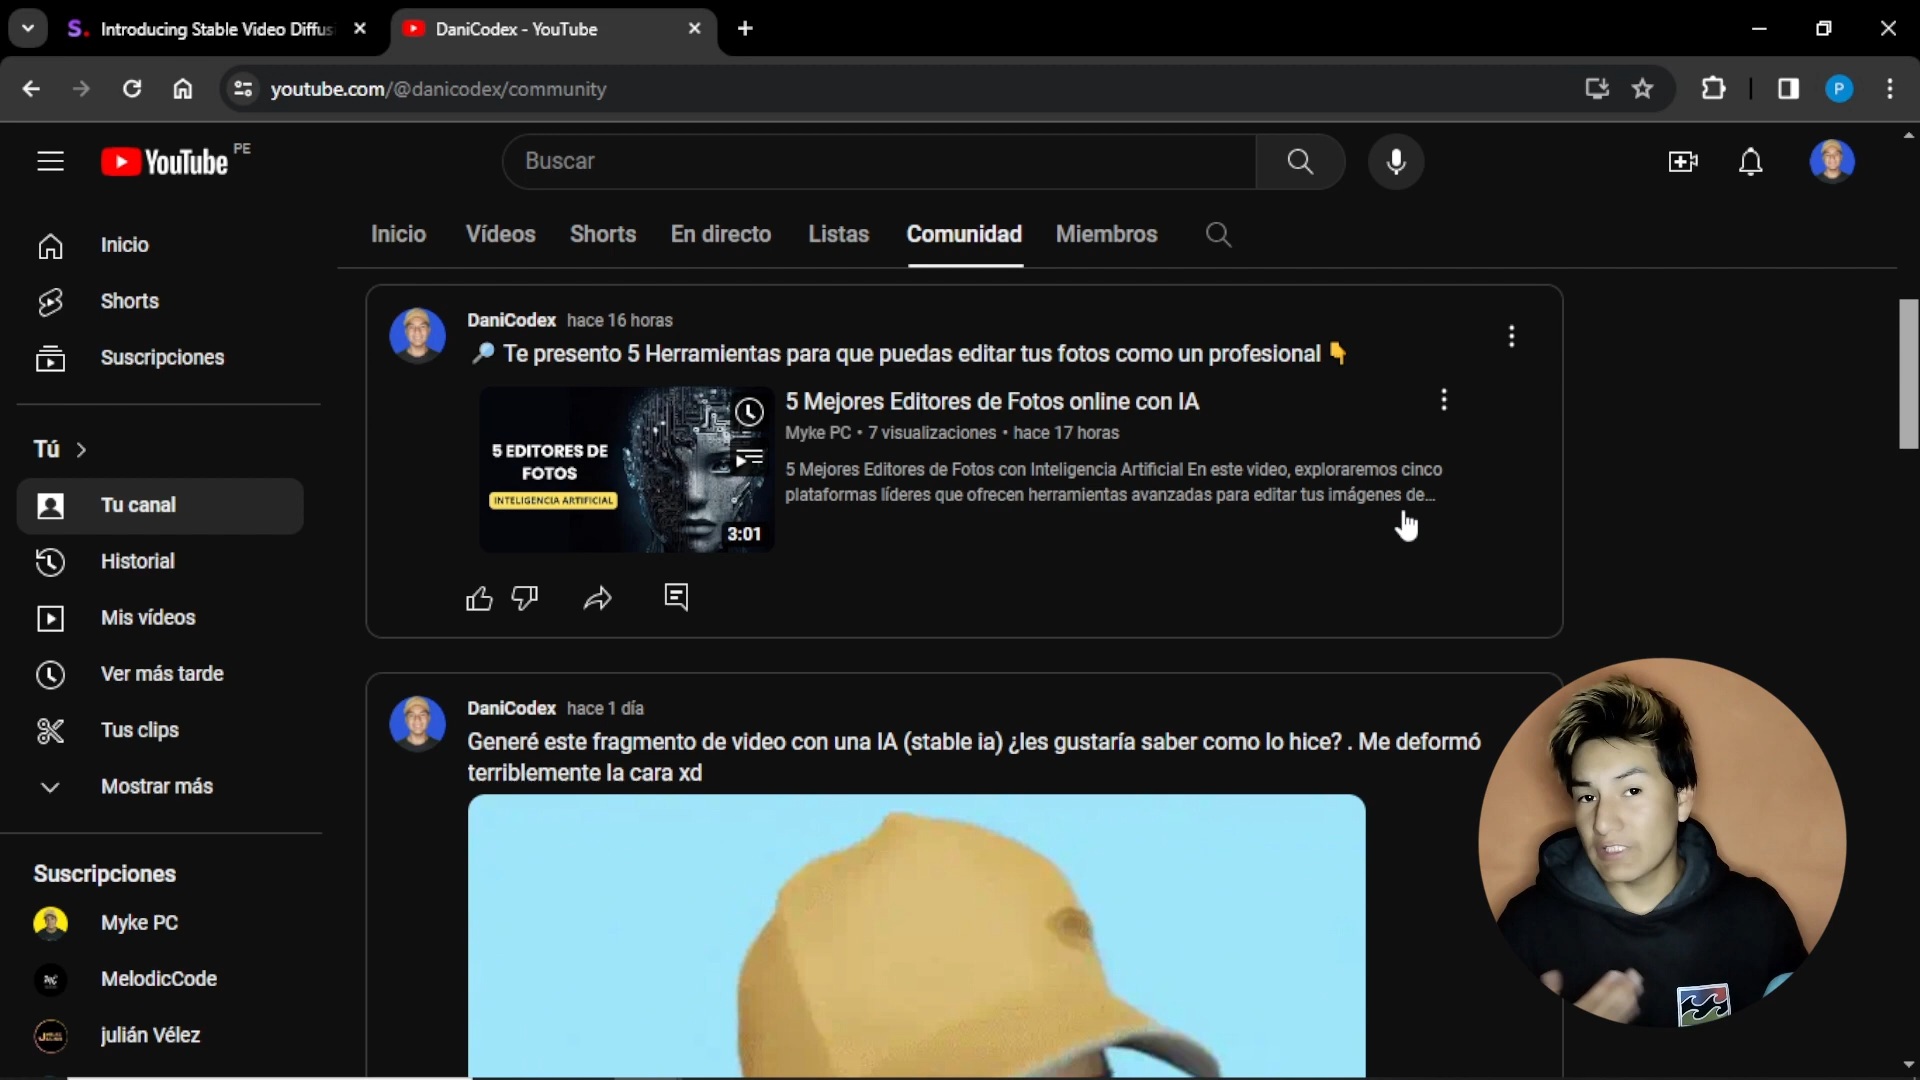 Introducing Stable Video Diffus
DaniCodex - YouTube
youtube.com/@danicodex/community
P
YouTube PE
Buscar
Inicio
Shorts
Suscripciones
Tú
Tu canal
Historial
Mis vídeos
Ver más tarde
Tus clips
Mostrar más
Suscripciones
Myke PC
MelodicCode
julián Vélez
Inicio Vídeos Shorts En directo Listas Comunidad Miembros
DaniCodex hace 16 horas
🔎 Te presento 5 Herramientas para que puedas editar tus fotos como un profesional 👇
5 EDITORES DE
FOTOS
INTELIGENCIA ARTIFICIAL
3:01
5 Mejores Editores de Fotos online con IA
Myke PC • 7 visualizaciones • hace 17 horas
5 Mejores Editores de Fotos con Inteligencia Artificial En este video, exploraremos cinco
plataformas líderes que ofrecen herramientas avanzadas para editar tus imágenes de...
DaniCodex hace 1 día
Generé este fragmento de video con una IA (stable ia) ¿les gustaría saber como lo hice? . Me deformó
terriblemente la cara xd